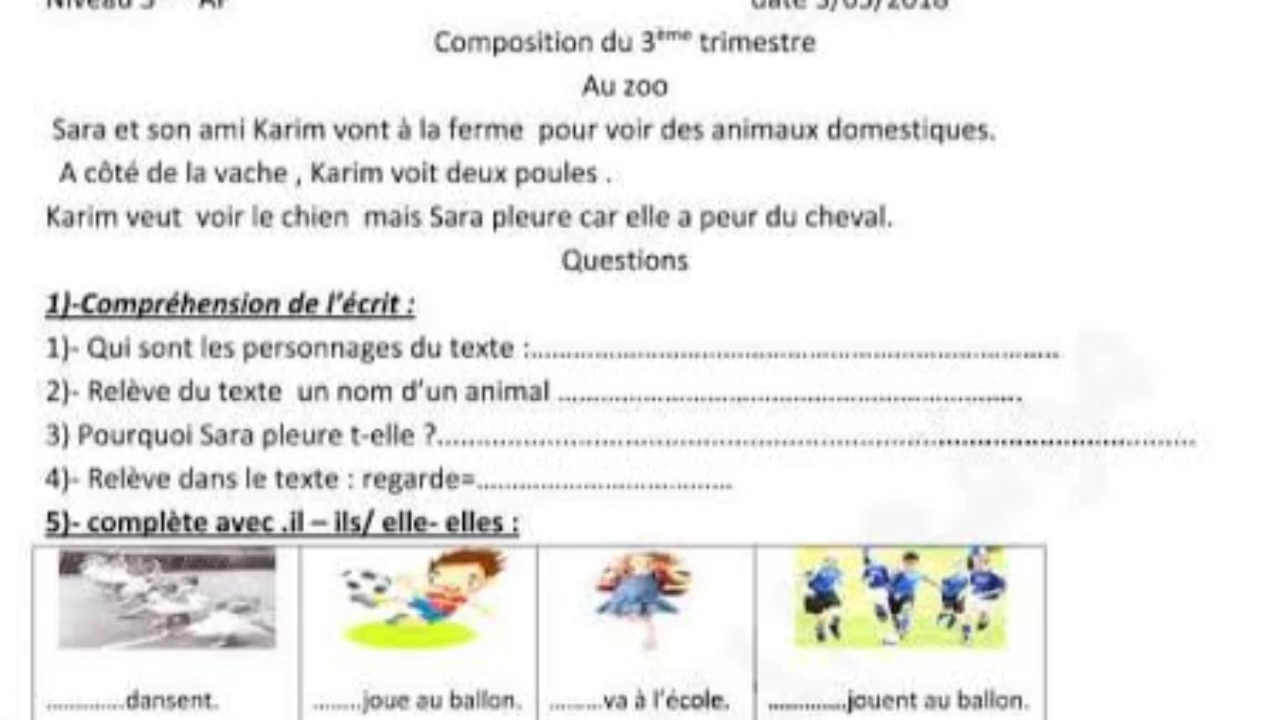 Composition du 3ème trimestre
Au zoo
Sara et son ami Karim vont à la ferme pour voir des animaux domestiques.
A côté de la vache , Karim voit deux poules .
Karim veut voir le chien mais Sara pleure car elle a peur du cheval.
Questions
1)-Compréhension de l'écrit :
1)- Qui sont les personnages du texte :..........................................................................
2)- Relève du texte un nom d'un animal ................................................................
3) Pourquoi Sara pleure t-elle ?..........................................................................................................
4)- Relève dans le texte : regarde=...................................
5)- complète avec .il – ils/ elle- elles :
.............dansent. ........joue au ballon. .........va à l'école. .............jouent au ballon.